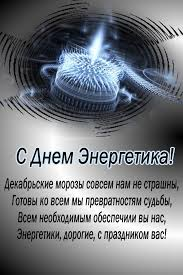 С Днем Энергетика!
Декабрьские морозы совсем нам не страшны,
Готовы ко всем мы превратностям судьбы,
Всем необходимым обеспечили вы нас,
Энергетики, дорогие, с праздником вас!